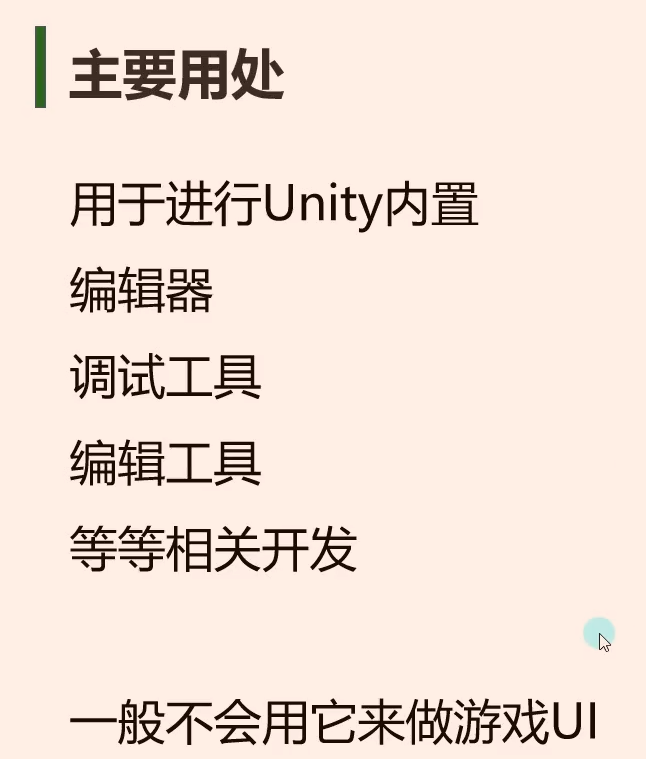 主要用处
用于进行Unity内置
编辑器
调试工具
编辑工具
等等相关开发
一般不会用它来做游戏UI